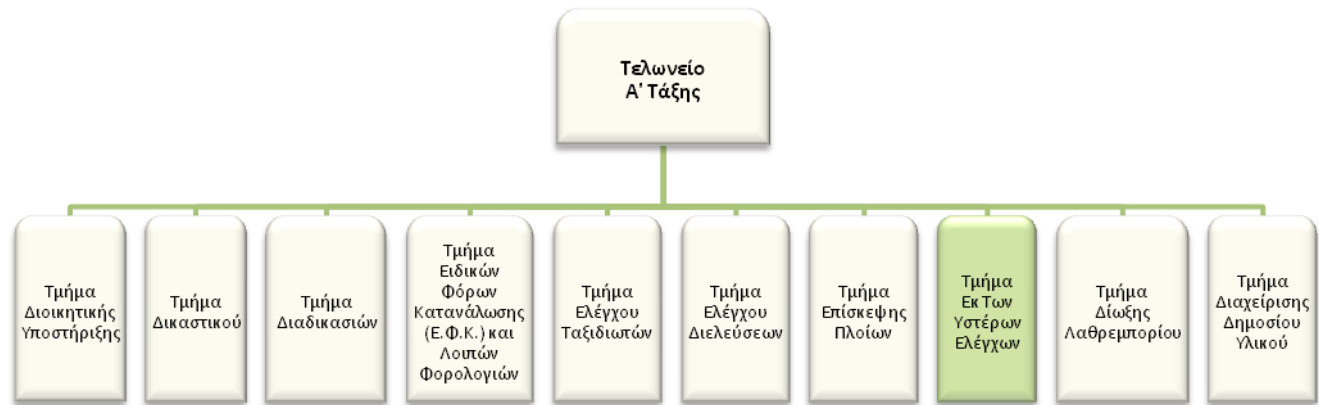 Τελωνείο
Α' Τάξης
Τμήμα
Διοικητικής
Υποστήριξης
Τμήμα
Δικαστικού
Τμήμα
Διαδικασιών
Τμήμα
Ειδικών
Φόρων
Κατανάλωσης
(Ε.Φ.Κ.) και
Λοιπών
Φορολογιών
Τμήμα
Ελέγχου
Ταξιδιωτών
Τμήμα
Ελέγχου
Διελεύσεων
Τμήμα
Επίσκεψης
Πλοίων
Τμήμα
Εκ Των
Υστέρων
Ελέγχων
Τμήμα
Δίωξης
Λαθρεμπορίου
Τμήμα
Διαχείρισης
Δημοσίου
Υλικού